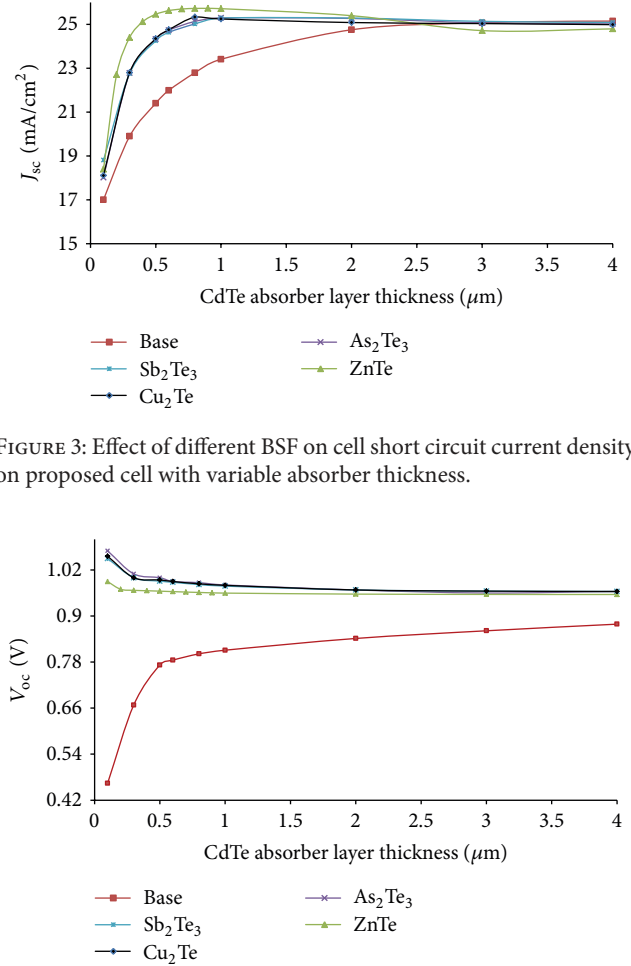 25
23
21
19
17
15
J_sc (mA/cm²)
0 0.5 1 1.5 2 2.5 3 3.5 4
CdTe absorber layer thickness (μm)
Base As₂Te₃
Sb₂Te₃ ZnTe
Cu₂Te
FIGURE 3: Effect of different BSF on cell short circuit current density
on proposed cell with variable absorber thickness.
1.02
0.9
0.78
0.66
0.54
0.42
V_oc (V)
0 0.5 1 1.5 2 2.5 3 3.5 4
CdTe absorber layer thickness (μm)
Base As₂Te₃
Sb₂Te₃ ZnTe
Cu₂Te